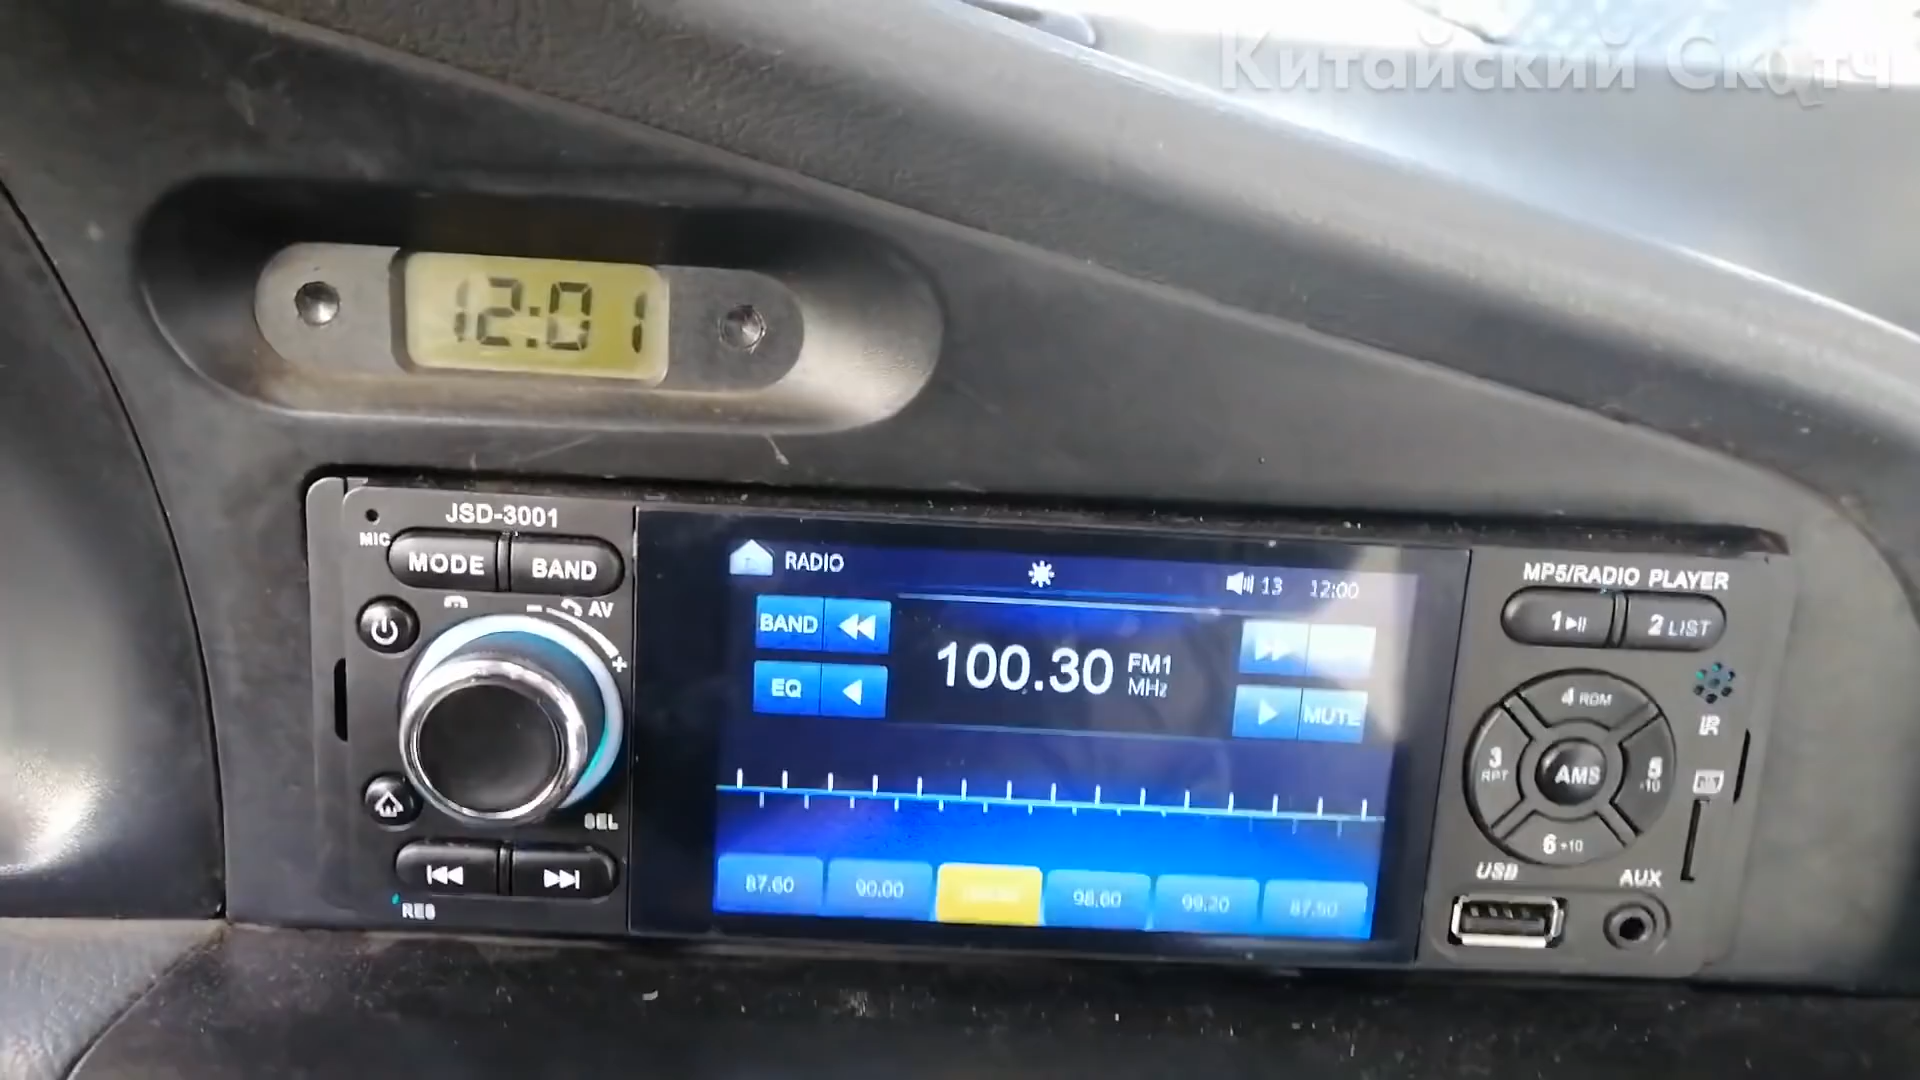 Китайский Скотч
12:01
JSD-3001
MIC
MODE
BAND
AV
SEL
RES
RADIO
13 12:00
BAND
EQ
100.30 FM1
MHz
MUTE
87.60 90.00 98.60 99.20 87.50
MP5/RADIO PLAYER
1
2 LIST
4 RDM
3 RPT
AMS
5 -10
6 +10
IR
USB
AUX